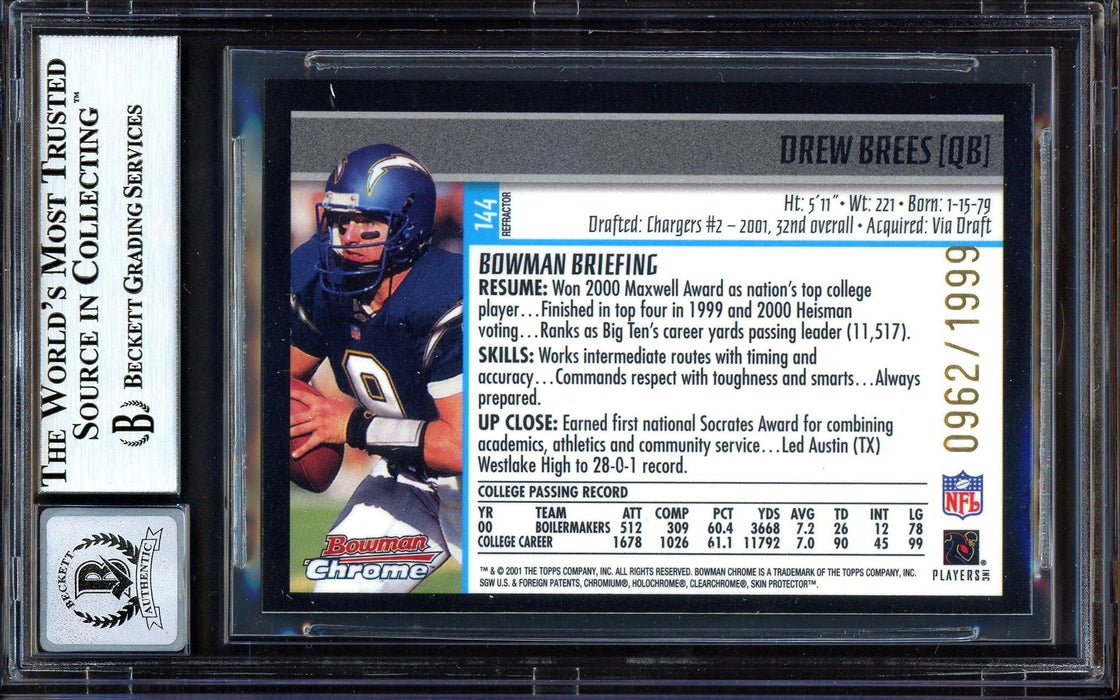 THE WORLD'S MOST TRUSTED
SOURCE IN COLLECTING™
BECKETT GRADING SERVICES
B
BECKETT
B
AUTHENTIC
DREW BREES [QB]
144
REFRACTOR
Ht: 5'11" • Wt: 221 • Born: 1-15-79
Drafted: Chargers #2 – 2001, 32nd overall • Acquired: Via Draft
BOWMAN BRIEFING
RESUME: Won 2000 Maxwell Award as nation's top college
player...Finished in top four in 1999 and 2000 Heisman
voting...Ranks as Big Ten's career yards passing leader (11,517).
SKILLS: Works intermediate routes with timing and
accuracy...Commands respect with toughness and smarts...Always
prepared.
UP CLOSE: Earned first national Socrates Award for combining
academics, athletics and community service...Led Austin (TX)
Westlake High to 28-0-1 record.
COLLEGE PASSING RECORD
YR TEAM ATT COMP PCT YDS AVG TD INT LG
00 BOILERMAKERS 512 309 60.4 3668 7.2 26 12 78
COLLEGE CAREER 1678 1026 61.1 11792 7.0 90 45 99
™ & © 2001 THE TOPPS COMPANY, INC. ALL RIGHTS RESERVED. BOWMAN CHROME IS A TRADEMARK OF THE TOPPS COMPANY, INC.
SGW U.S. & FOREIGN PATENTS, CHROMIUM®, HOLOCHROME®, CLEARCHROME®, SKIN PROTECTOR™.
0962/1999
NFL
PLAYERS INC
9
Bowman
Chrome